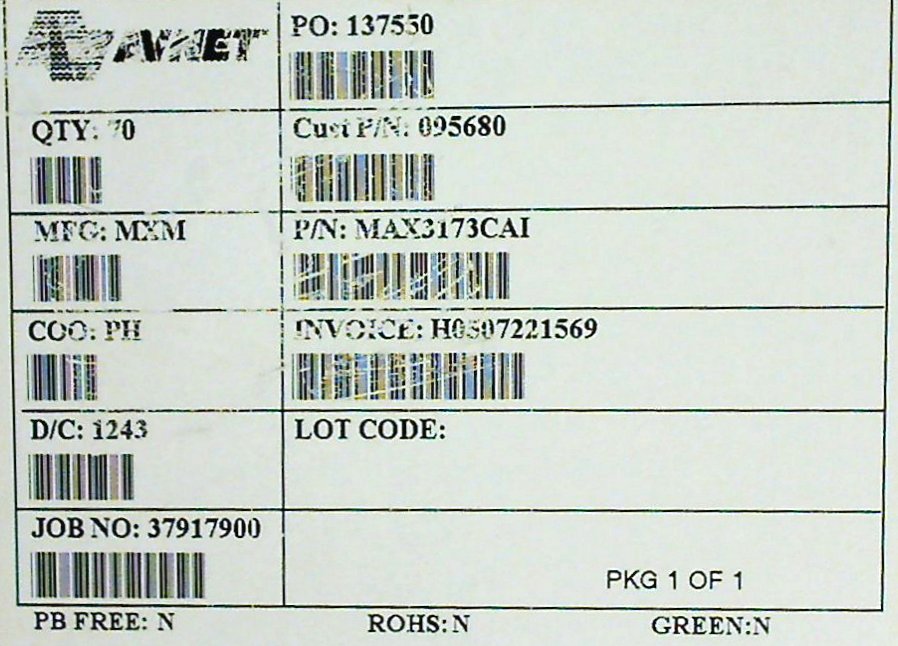 AVNET
PO: 137550
QTY: 70
Cust P/N: 095680
MFG: MXM
P/N: MAX3173CAI
COO: PH
INVOICE: H0507221569
D/C: 1243
LOT CODE:
JOB NO: 37917900
PKG 1 OF 1
PB FREE: N
ROHS: N
GREEN:N